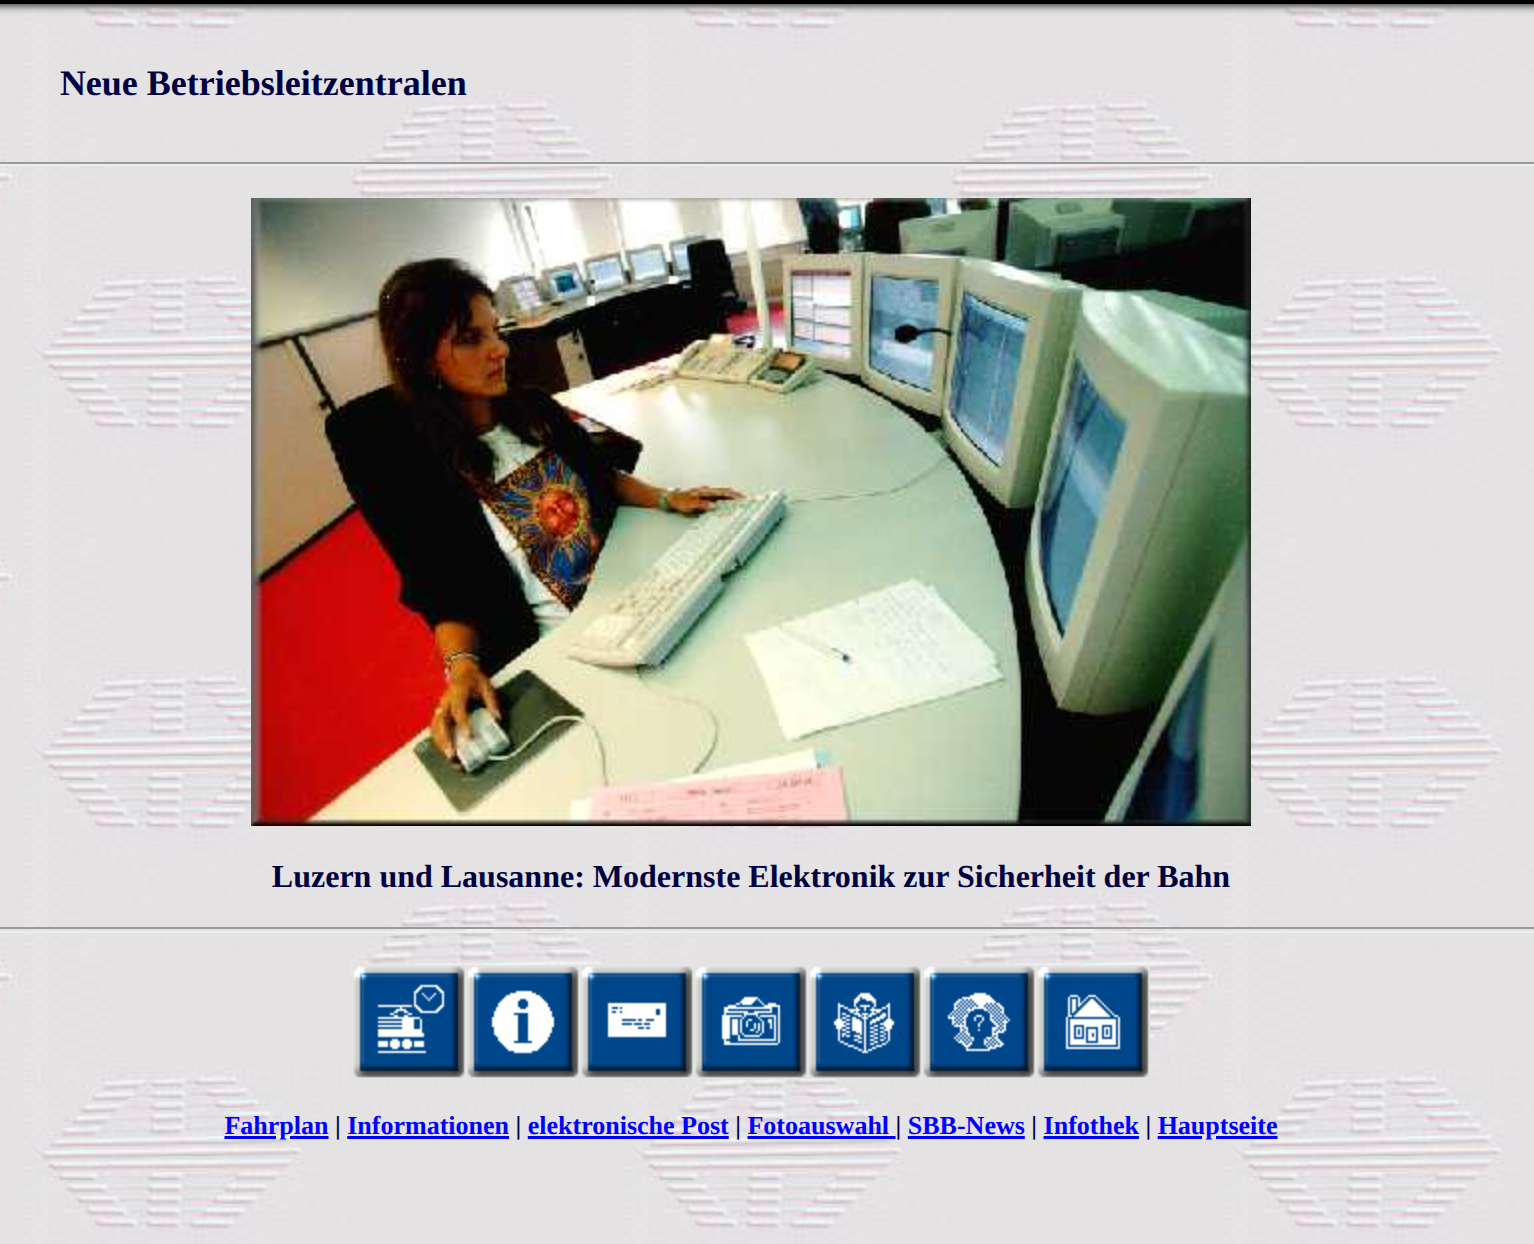 Neue Betriebsleitzentralen
Luzern und Lausanne: Modernste Elektronik zur Sicherheit der Bahn
Fahrplan | Informationen | elektronische Post | Fotoauswahl | SBB-News | Infothek | Hauptseite